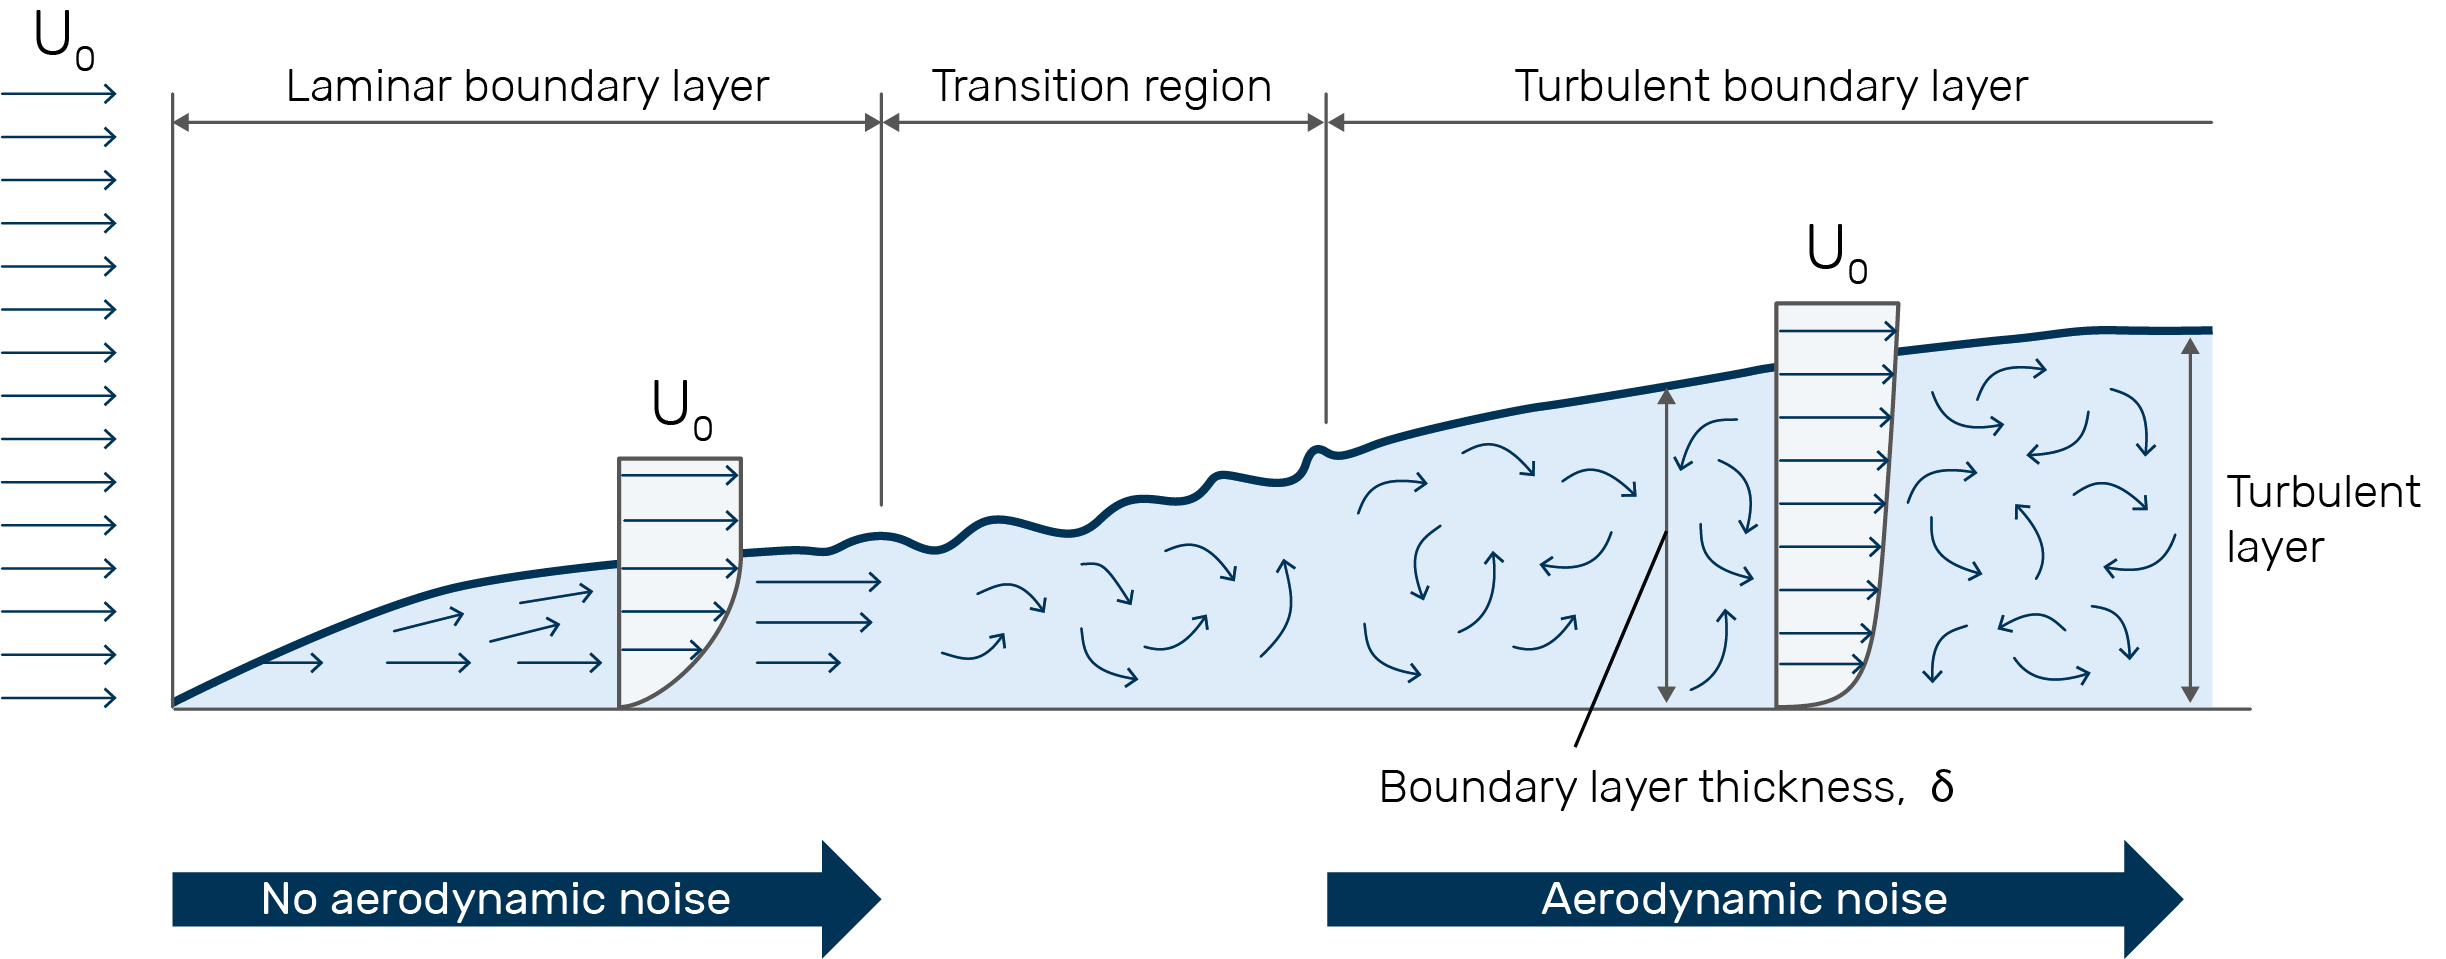 U₀
Laminar boundary layer
Transition region
Turbulent boundary layer
U₀
U₀
Turbulent
layer
Boundary layer thickness, δ
No aerodynamic noise
Aerodynamic noise